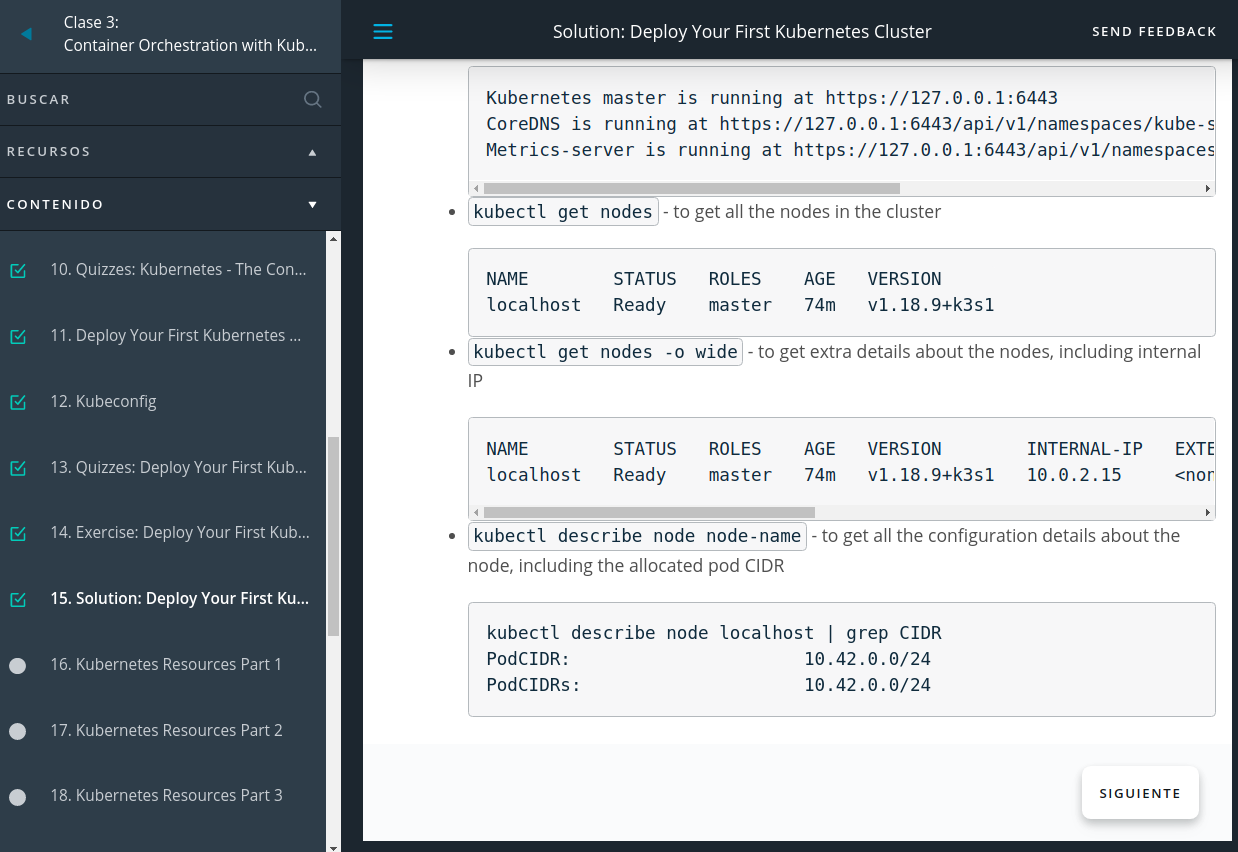 Clase 3:
Container Orchestration with Kub...
BUSCAR
RECURSOS
CONTENIDO
10. Quizzes: Kubernetes - The Con...
11. Deploy Your First Kubernetes ...
12. Kubeconfig
13. Quizzes: Deploy Your First Kub...
14. Exercise: Deploy Your First Kub...
15. Solution: Deploy Your First Ku...
16. Kubernetes Resources Part 1
17. Kubernetes Resources Part 2
18. Kubernetes Resources Part 3
Solution: Deploy Your First Kubernetes Cluster
SEND FEEDBACK
Kubernetes master is running at https://127.0.0.1:6443
CoreDNS is running at https://127.0.0.1:6443/api/v1/namespaces/kube-s
Metrics-server is running at https://127.0.0.1:6443/api/v1/namespaces
kubectl get nodes - to get all the nodes in the cluster
NAME STATUS ROLES AGE VERSION
localhost Ready master 74m v1.18.9+k3s1
kubectl get nodes -o wide - to get extra details about the nodes, including internal
IP
NAME STATUS ROLES AGE VERSION INTERNAL-IP EXTE
localhost Ready master 74m v1.18.9+k3s1 10.0.2.15 <non
kubectl describe node node-name - to get all the configuration details about the
node, including the allocated pod CIDR
kubectl describe node localhost | grep CIDR
PodCIDR: 10.42.0.0/24
PodCIDRs: 10.42.0.0/24
SIGUIENTE